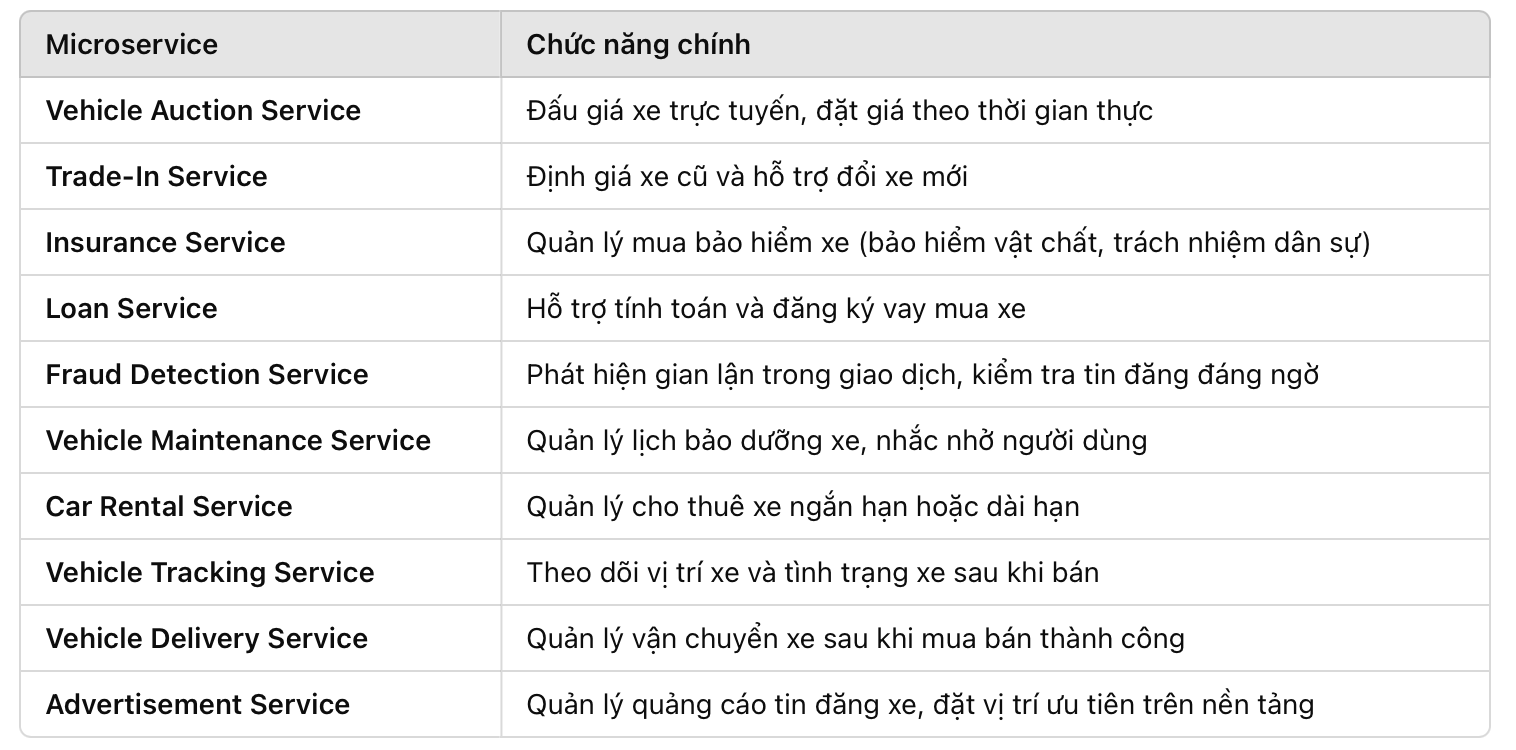 Microservice Chức năng chính
Vehicle Auction Service Đấu giá xe trực tuyến, đặt giá theo thời gian thực
Trade-In Service Định giá xe cũ và hỗ trợ đổi xe mới
Insurance Service Quản lý mua bảo hiểm xe (bảo hiểm vật chất, trách nhiệm dân sự)
Loan Service Hỗ trợ tính toán và đăng ký vay mua xe
Fraud Detection Service Phát hiện gian lận trong giao dịch, kiểm tra tin đăng đáng ngờ
Vehicle Maintenance Service Quản lý lịch bảo dưỡng xe, nhắc nhở người dùng
Car Rental Service Quản lý cho thuê xe ngắn hạn hoặc dài hạn
Vehicle Tracking Service Theo dõi vị trí xe và tình trạng xe sau khi bán
Vehicle Delivery Service Quản lý vận chuyển xe sau khi mua bán thành công
Advertisement Service Quản lý quảng cáo tin đăng xe, đặt vị trí ưu tiên trên nền tảng